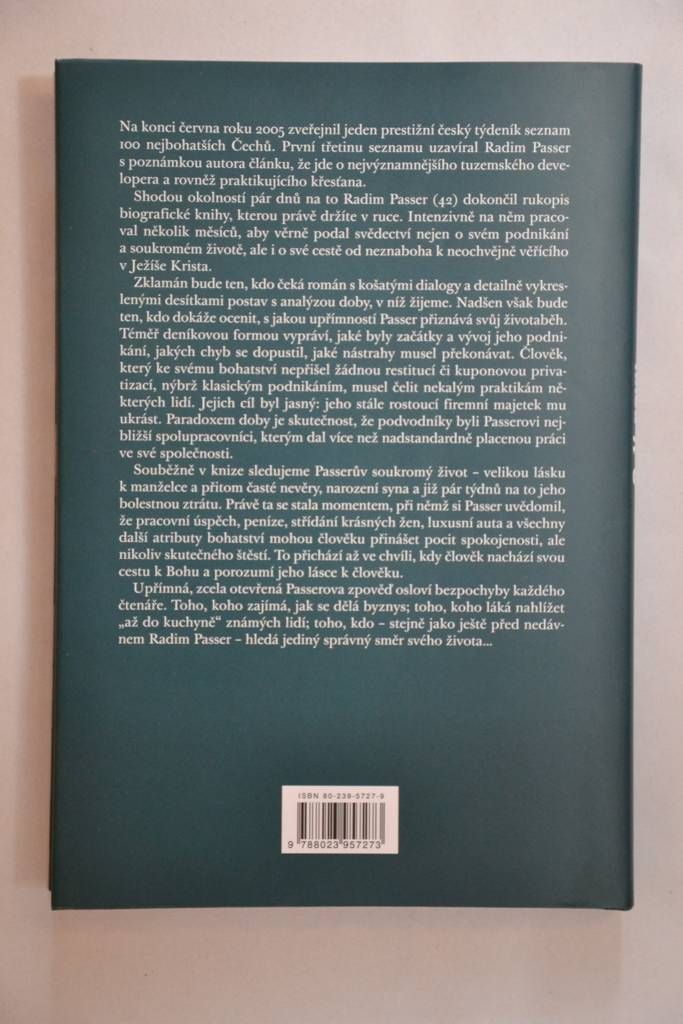 Na konci června roku 2005 zveřejnil jeden prestižní český týdeník seznam
100 nejbohatších Čechů. První třetinu seznamu uzavíral Radim Passer
s poznámkou autora článku, že jde o nejvýznamnějšího tuzemského deve-
lopera a rovněž praktikujícího křesťana.
Shodou okolností pár dnů na to Radim Passer (42) dokončil rukopis
biografické knihy, kterou právě držíte v ruce. Intenzivně na něm praco-
val několik měsíců, aby věrně podal svědectví nejen o svém podnikání
a soukromém životě, ale i o své cestě od neznaboha k neochvějně věřícího
v Ježíše Krista.
Zklamán bude ten, kdo čeká román s košatými dialogy a detailně vykres-
lenými desítkami postav s analýzou doby, v níž žijeme. Nadšen však bude
ten, kdo dokáže ocenit, s jakou upřímností Passer přiznává svůj životaběh.
Téměř deníkovou formou vypráví, jaké byly začátky a vývoj jeho podni-
kání, jakých chyb se dopustil, jaké nástrahy musel překonávat. Člověk,
který ke svému bohatství nepřišel žádnou restitucí či kuponovou priva-
tizací, nýbrž klasickým podnikáním, musel čelit nekalým praktikám ně-
kterých lidí. Jejich cíl byl jasný: jeho stále rostoucí firemní majetek mu
ukrást. Paradoxem doby je skutečnost, že podvodníky byli Passerovi nej-
bližší spolupracovníci, kterým dal více než nadstandardně placenou práci
ve své společnosti.
Souběžně v knize sledujeme Passerův soukromý život – velikou lásku
k manželce a přitom časté nevěry, narození syna a již pár týdnů na to jeho
bolestnou ztrátu. Právě ta se stala momentem, při němž si Passer uvědomil,
že pracovní úspěch, peníze, střídání krásných žen, luxusní auta a všechny
další atributy bohatství mohou člověku přinášet pocit spokojenosti, ale
nikoliv skutečného štěstí. To přichází až ve chvíli, kdy člověk nachází svou
cestu k Bohu a porozumí jeho lásce k člověku.
Upřímná, zcela otevřená Passerova zpověď osloví bezpochyby každého
čtenáře. Toho, koho zajímá, jak se dělá byznys; toho, koho láká nahlížet
„až do kuchyně“ známých lidí; toho, kdo – stejně jako ještě před nedáv-
nem Radim Passer – hledá jediný správný směr svého života...
ISBN 80-239-5727-9
9 788023 957273